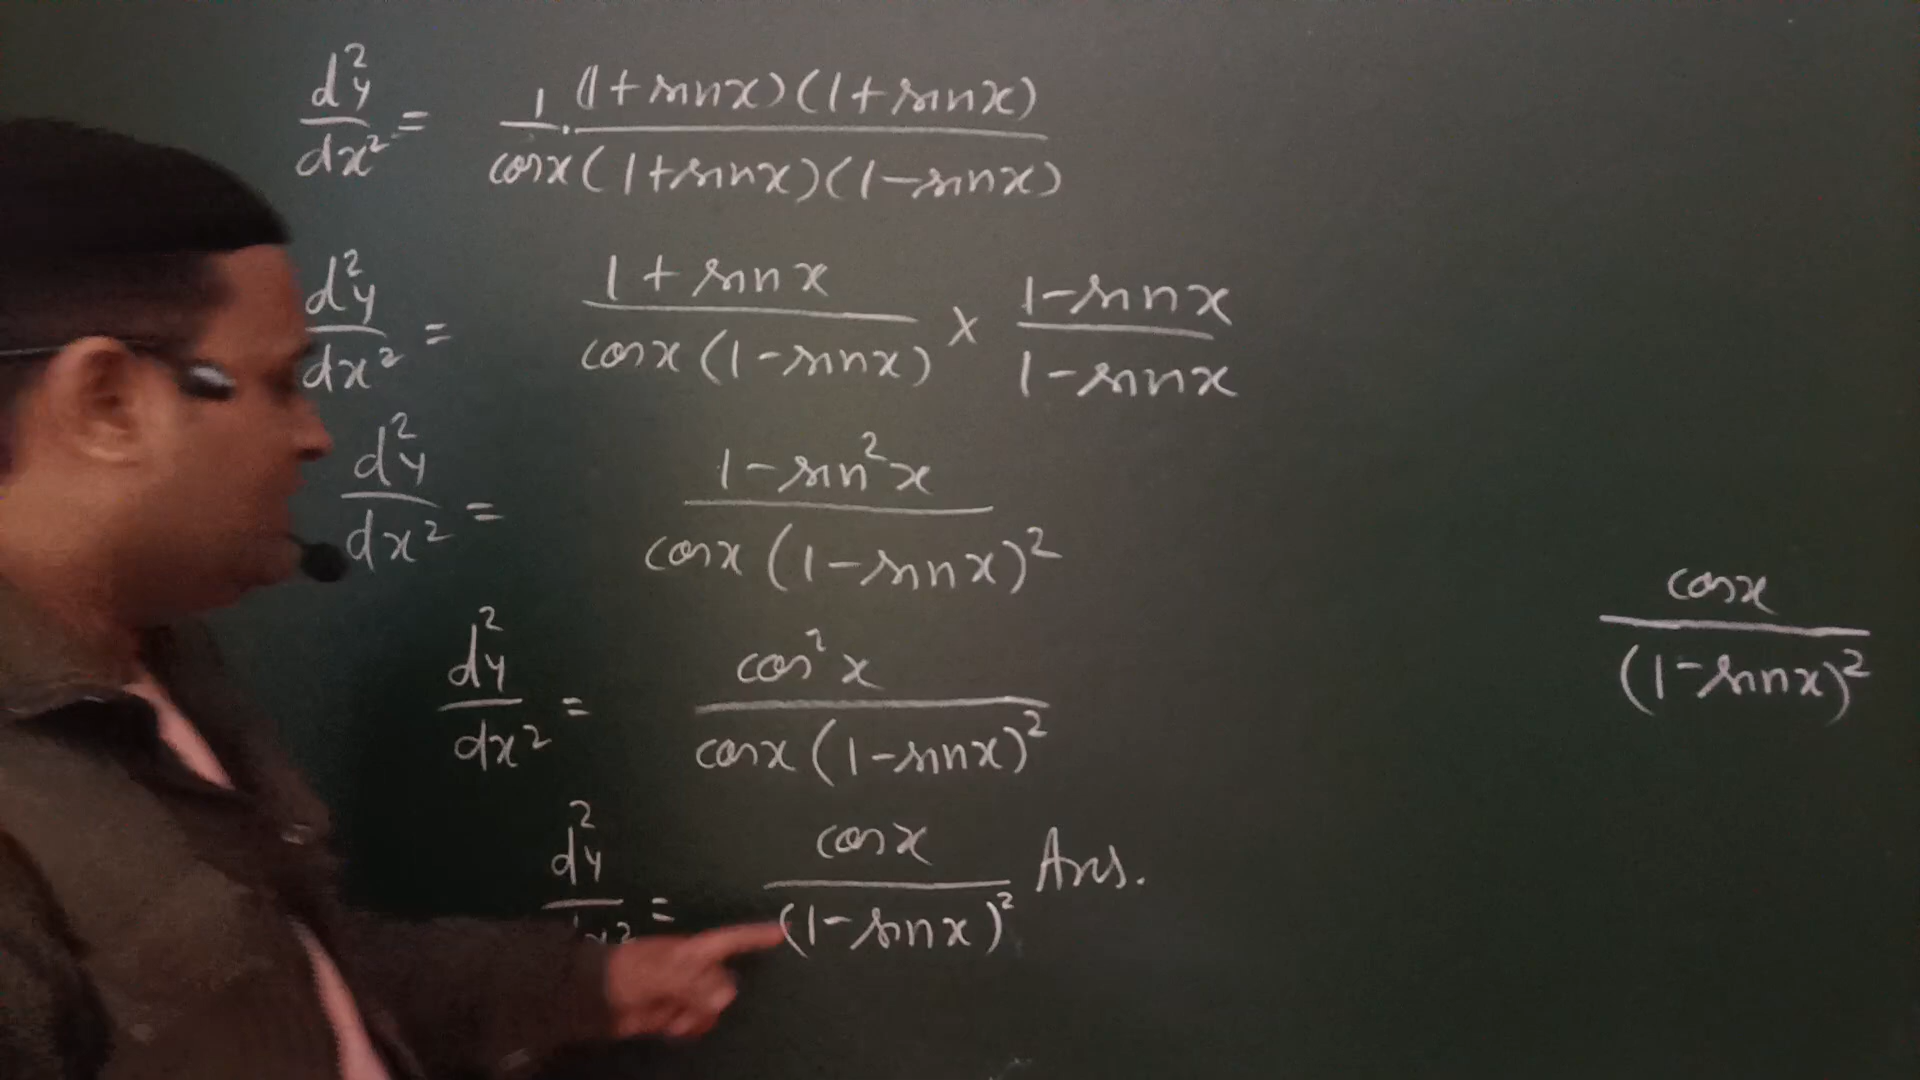 d²y/dx² = 1/cosx · (1+sinx)(1+sinx)/(1+sinx)(1-sinx)
d²y/dx² = 1+sinx/cosx(1-sinx) × 1-sinx/1-sinx
d²y/dx² = 1-sin²x/cosx(1-sinx)²
cosx/(1-sinx)²
d²y/dx² = cos²x/cosx(1-sinx)²
d²y/dx² = cosx/(1-sinx)² Ans.